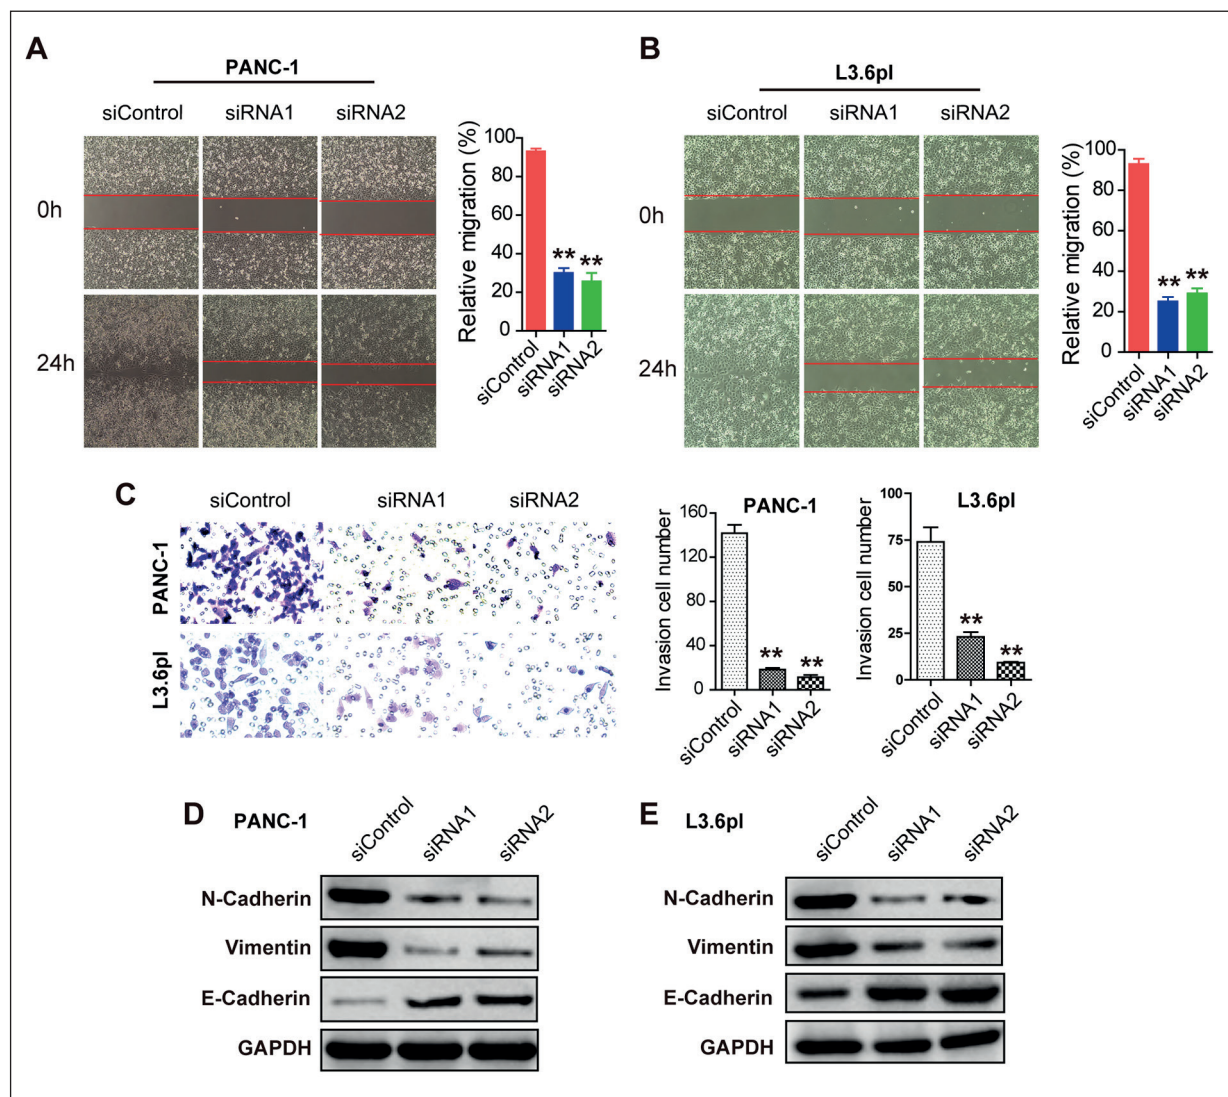 A
PANC-1
siControl siRNA1 siRNA2
0h
24h
Relative migration (%)
100
80
60
40
20
0
** **
siControl
siRNA1
siRNA2
B
L3.6pl
siControl siRNA1 siRNA2
0h
24h
Relative migration (%)
100
80
60
40
20
0
** **
siControl
siRNA1
siRNA2
C
siControl siRNA1 siRNA2
PANC-1
L3.6pl
PANC-1
Invasion cell number
160
120
80
40
0
** **
siControl
siRNA1
siRNA2
L3.6pl
Invasion cell number
100
75
50
25
0
** **
siControl
siRNA1
siRNA2
D
PANC-1
siControl siRNA1 siRNA2
N-Cadherin
Vimentin
E-Cadherin
GAPDH
E
L3.6pl
siControl siRNA1 siRNA2
N-Cadherin
Vimentin
E-Cadherin
GAPDH